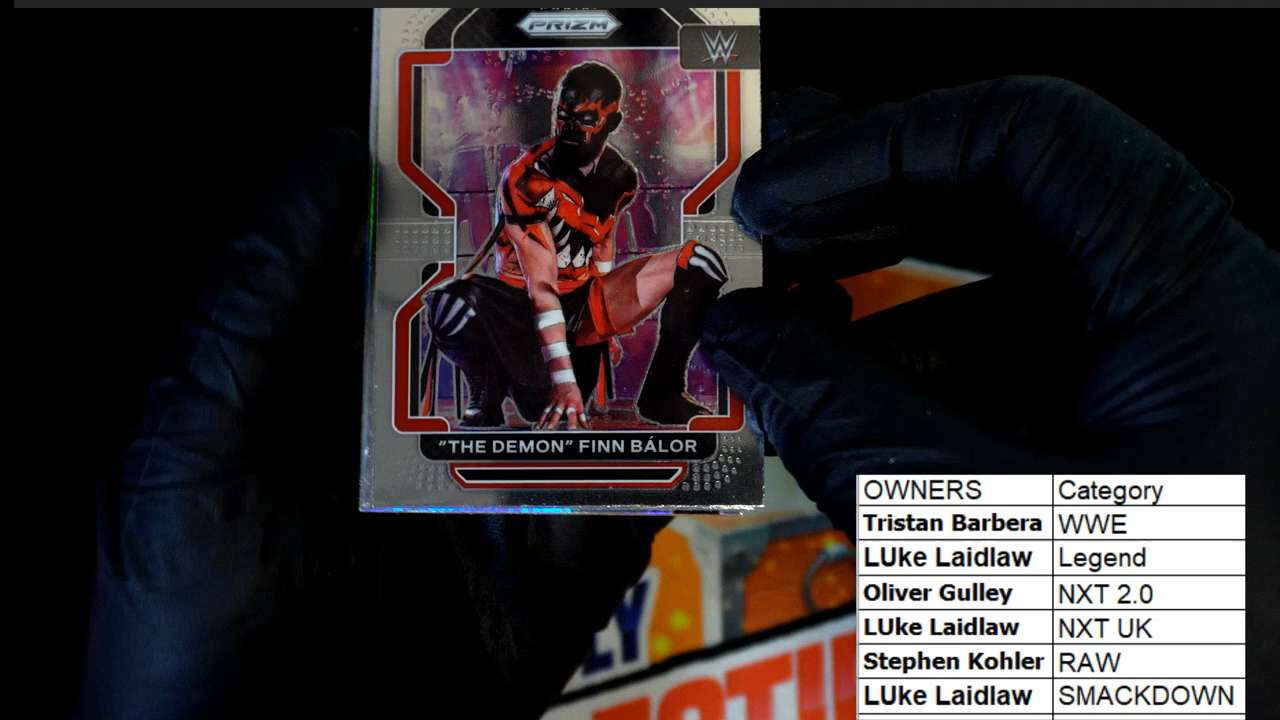 PRIZM
W
"THE DEMON" FINN BÁLOR
OWNERS Category
Tristan Barbera WWE
LUke Laidlaw Legend
Oliver Gulley NXT 2.0
LUke Laidlaw NXT UK
Stephen Kohler RAW
LUke Laidlaw SMACKDOWN